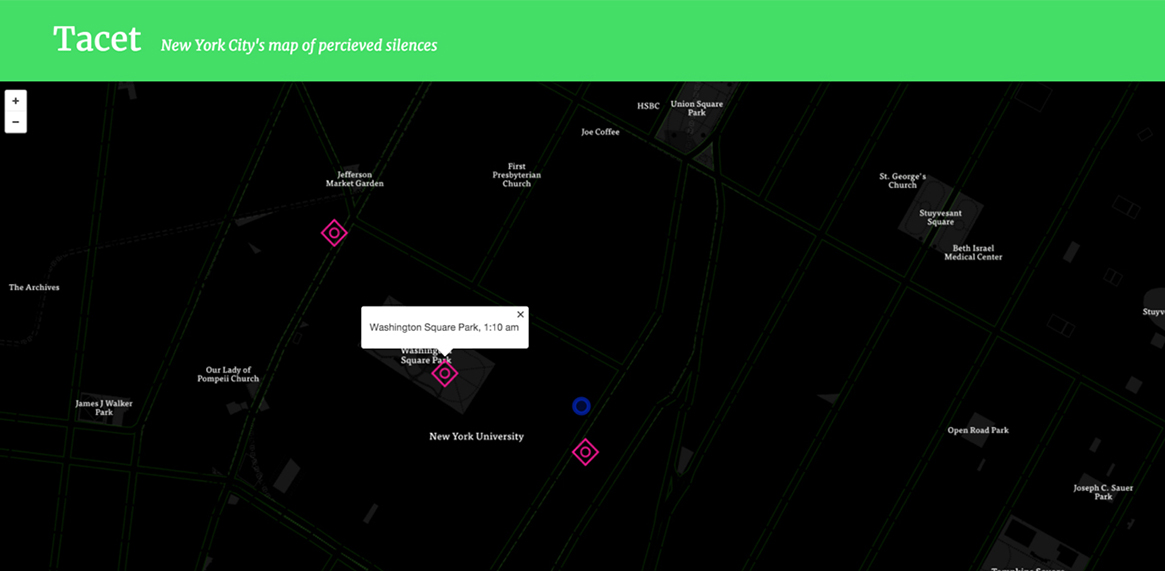 Tacet
New York City's map of percieved silences
+
−
HSBC
Union Square
Park
Joe Coffee
First
Presbyterian
Church
Jefferson
Market Garden
St. George's
Church
Stuyvesant
Square
Beth Israel
Medical Center
The Archives
Washington Square Park, 1:10 am
×
Stuyv
Square Park
Our Lady of
Pompeii Church
James J Walker
Park
New York University
Open Road Park
Joseph C. Sauer
Park